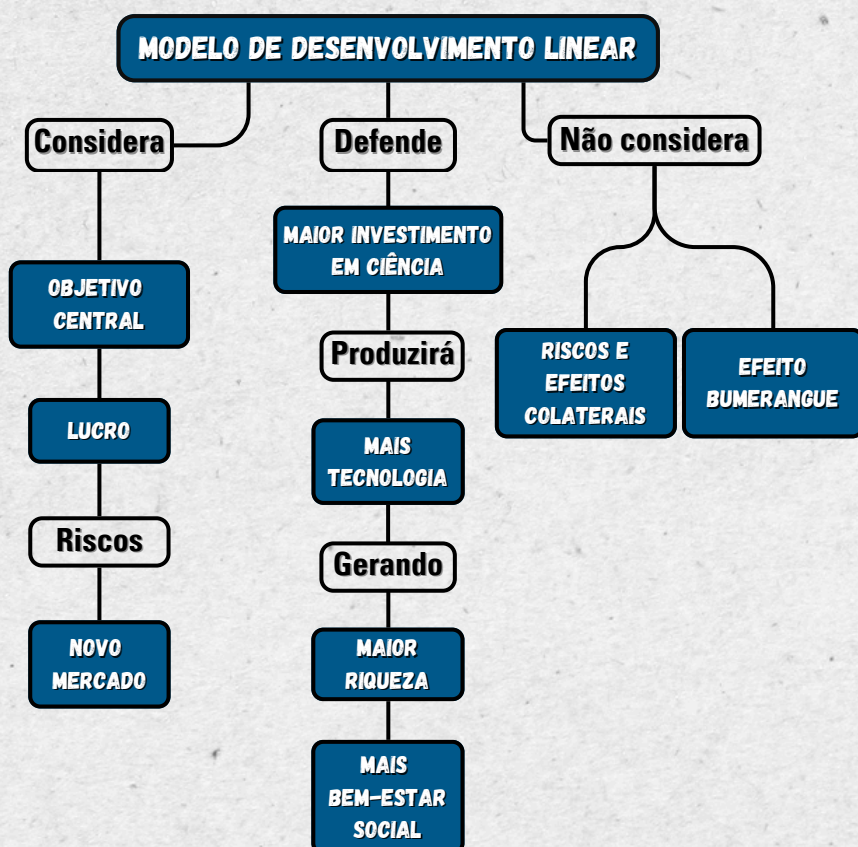 MODELO DE DESENVOLVIMENTO LINEAR
Considera
OBJETIVO
CENTRAL
LUCRO
Riscos
NOVO
MERCADO
Defende
MAIOR INVESTIMENTO
EM CIÊNCIA
Produzirá
MAIS
TECNOLOGIA
Gerando
MAIOR
RIQUEZA
MAIS
BEM-ESTAR
SOCIAL
Não considera
RISCOS E
EFEITOS
COLATERAIS
EFEITO
BUMERANGUE